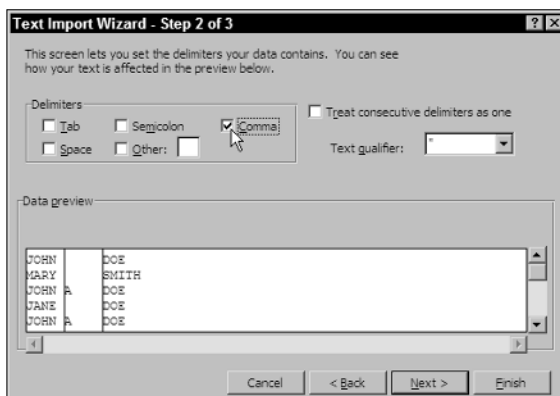 Text Import Wizard - Step 2 of 3
This screen lets you set the delimiters your data contains. You can see
how your text is affected in the preview below.
Delimiters
Tab Semicolon Comma
Space Other:
Treat consecutive delimiters as one
Text qualifier: "
Data preview
JOHN DOE
MARY SMITH
JOHN A DOE
JANE DOE
JOHN A DOE
Cancel < Back Next > Finish